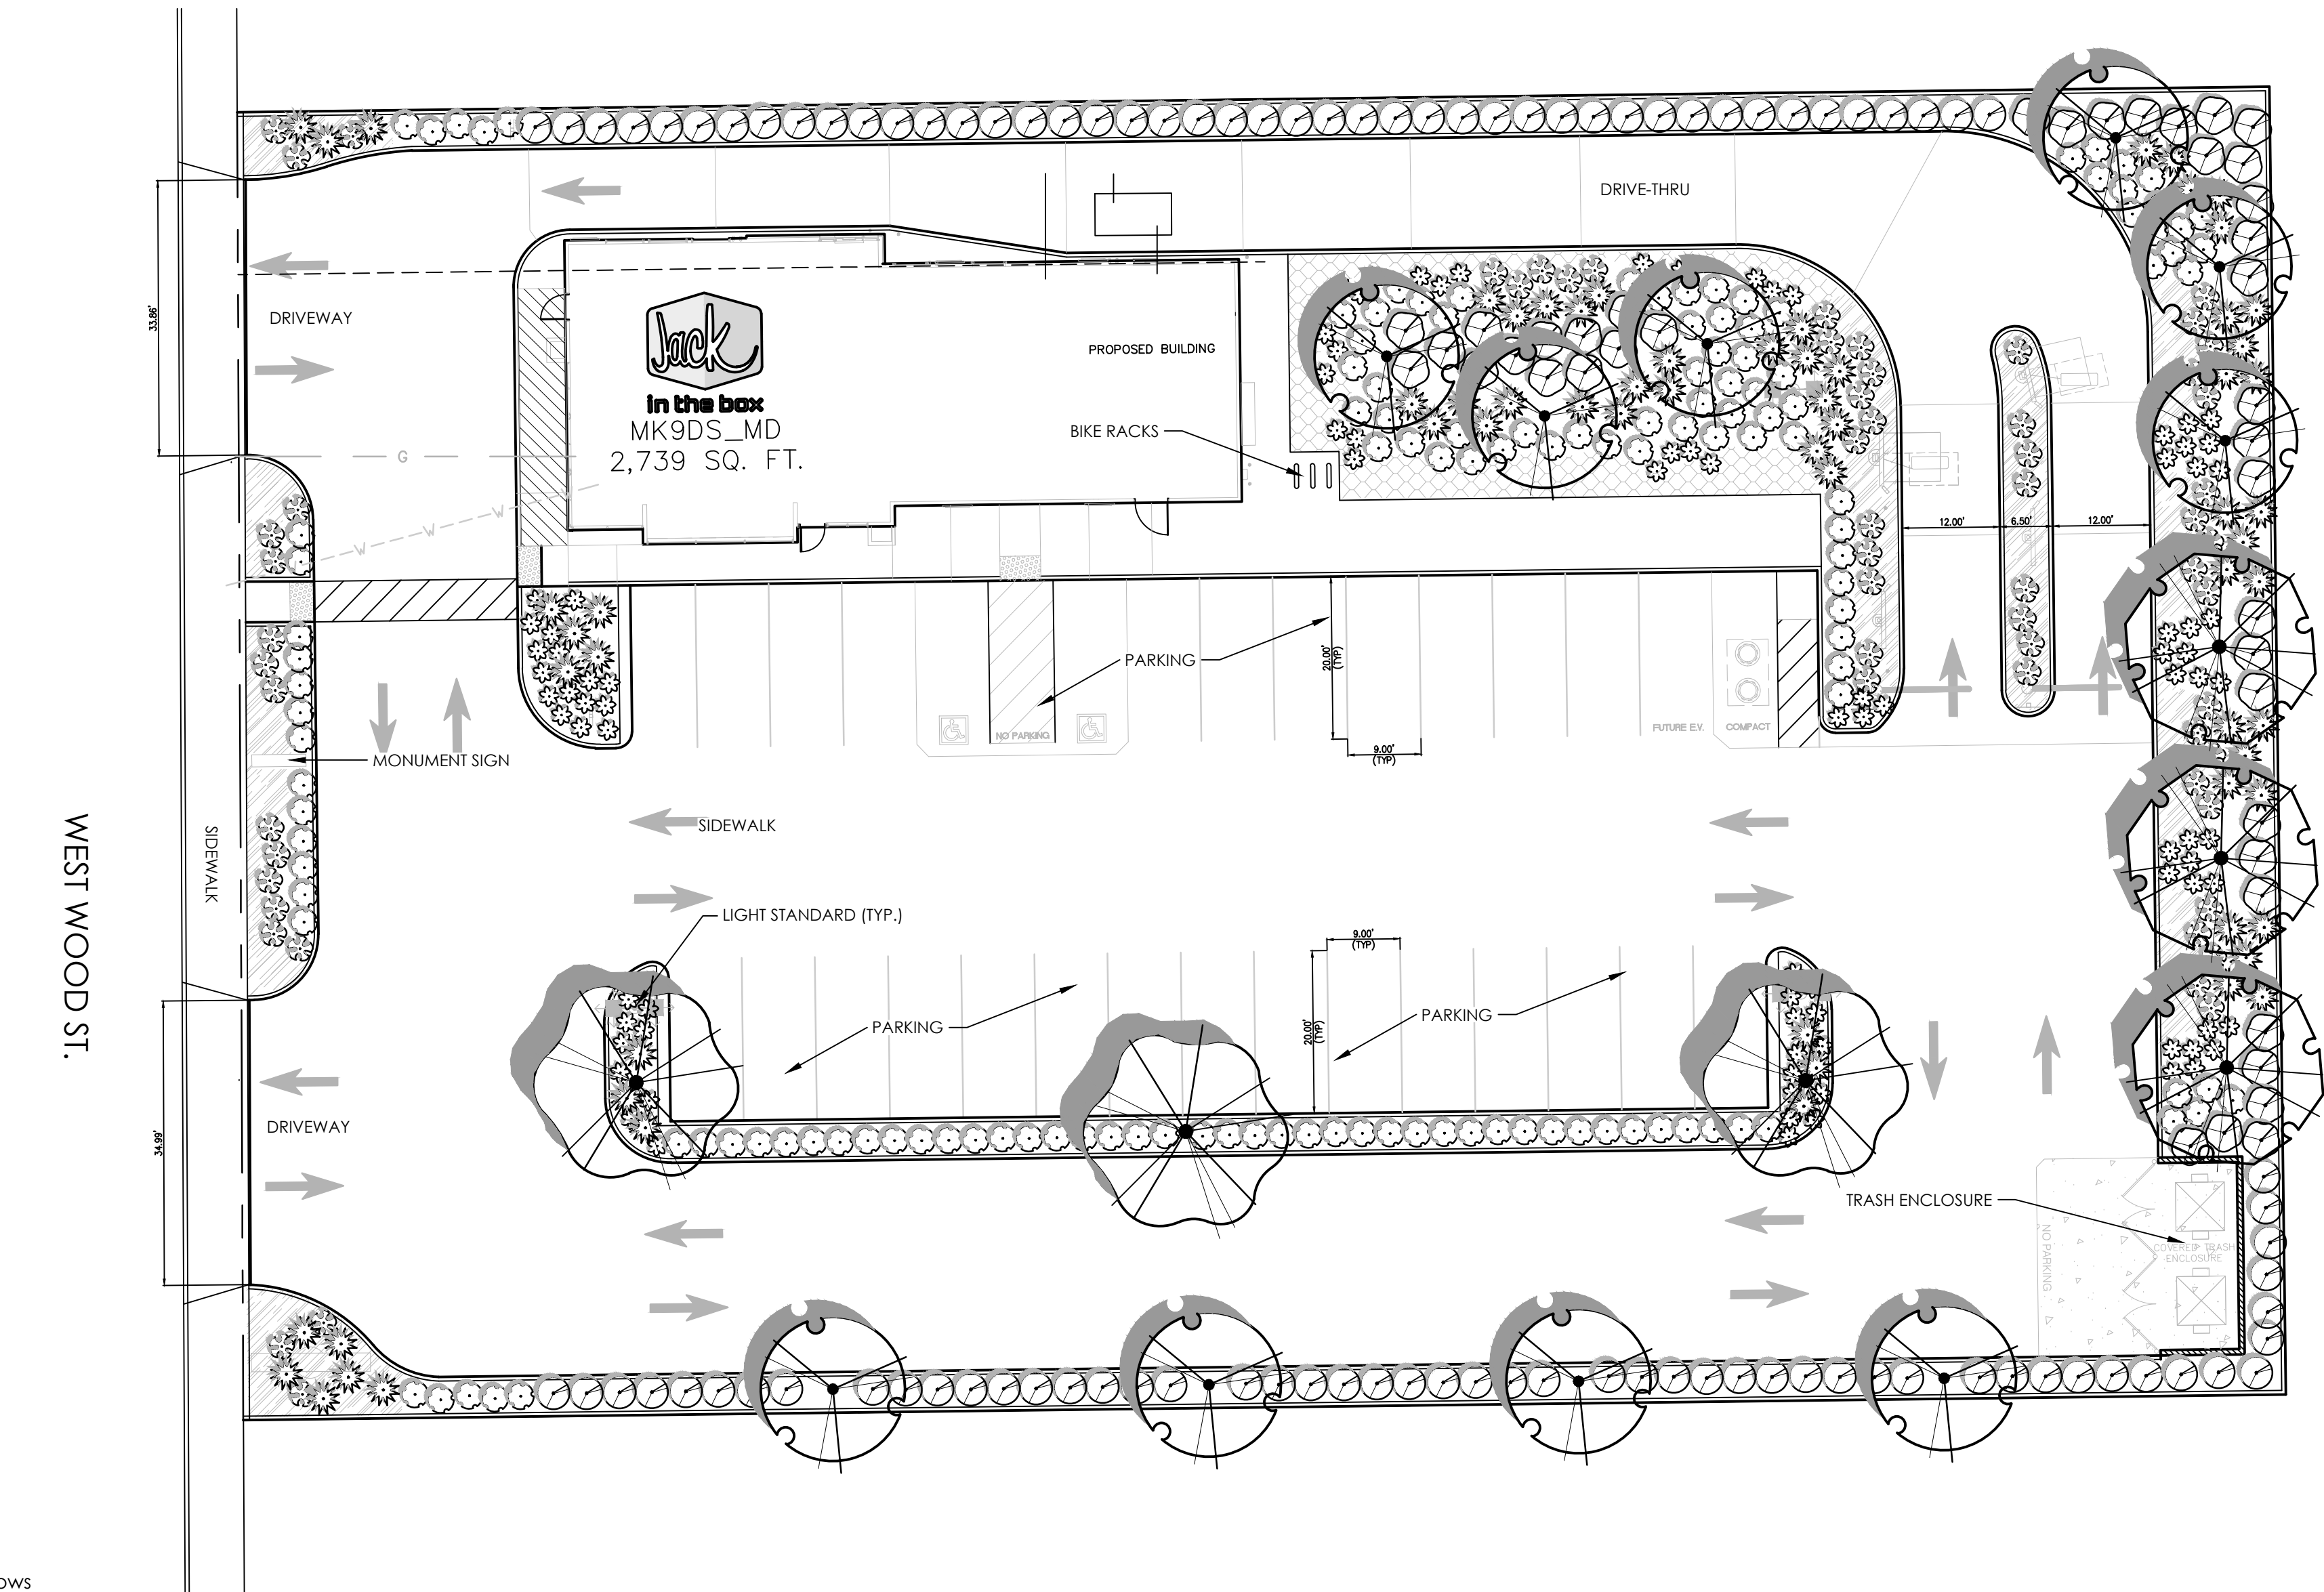 DRIVE-THRU
33.86'
DRIVEWAY
Jack
in the box
MK9DS_MD
2,739 SQ. FT.
PROPOSED BUILDING
BIKE RACKS
G
W
W
W
12.00'
6.50'
12.00'
PARKING
20.00'
(TYP)
NO PARKING
FUTURE E.V.
COMPACT
9.00'
(TYP)
MONUMENT SIGN
WEST WOOD ST.
SIDEWALK
SIDEWALK
LIGHT STANDARD (TYP.)
9.00'
(TYP)
PARKING
PARKING
20.00'
(TYP)
34.99'
DRIVEWAY
TRASH ENCLOSURE
NO PARKING
COVERED TRASH
ENCLOSURE
OWS